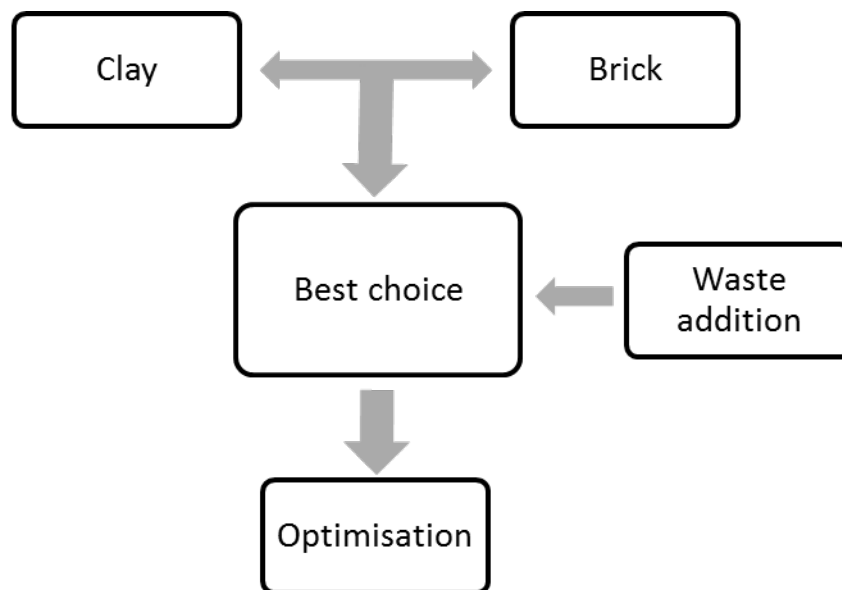 Clay
Brick
Best choice
Waste
addition
Optimisation